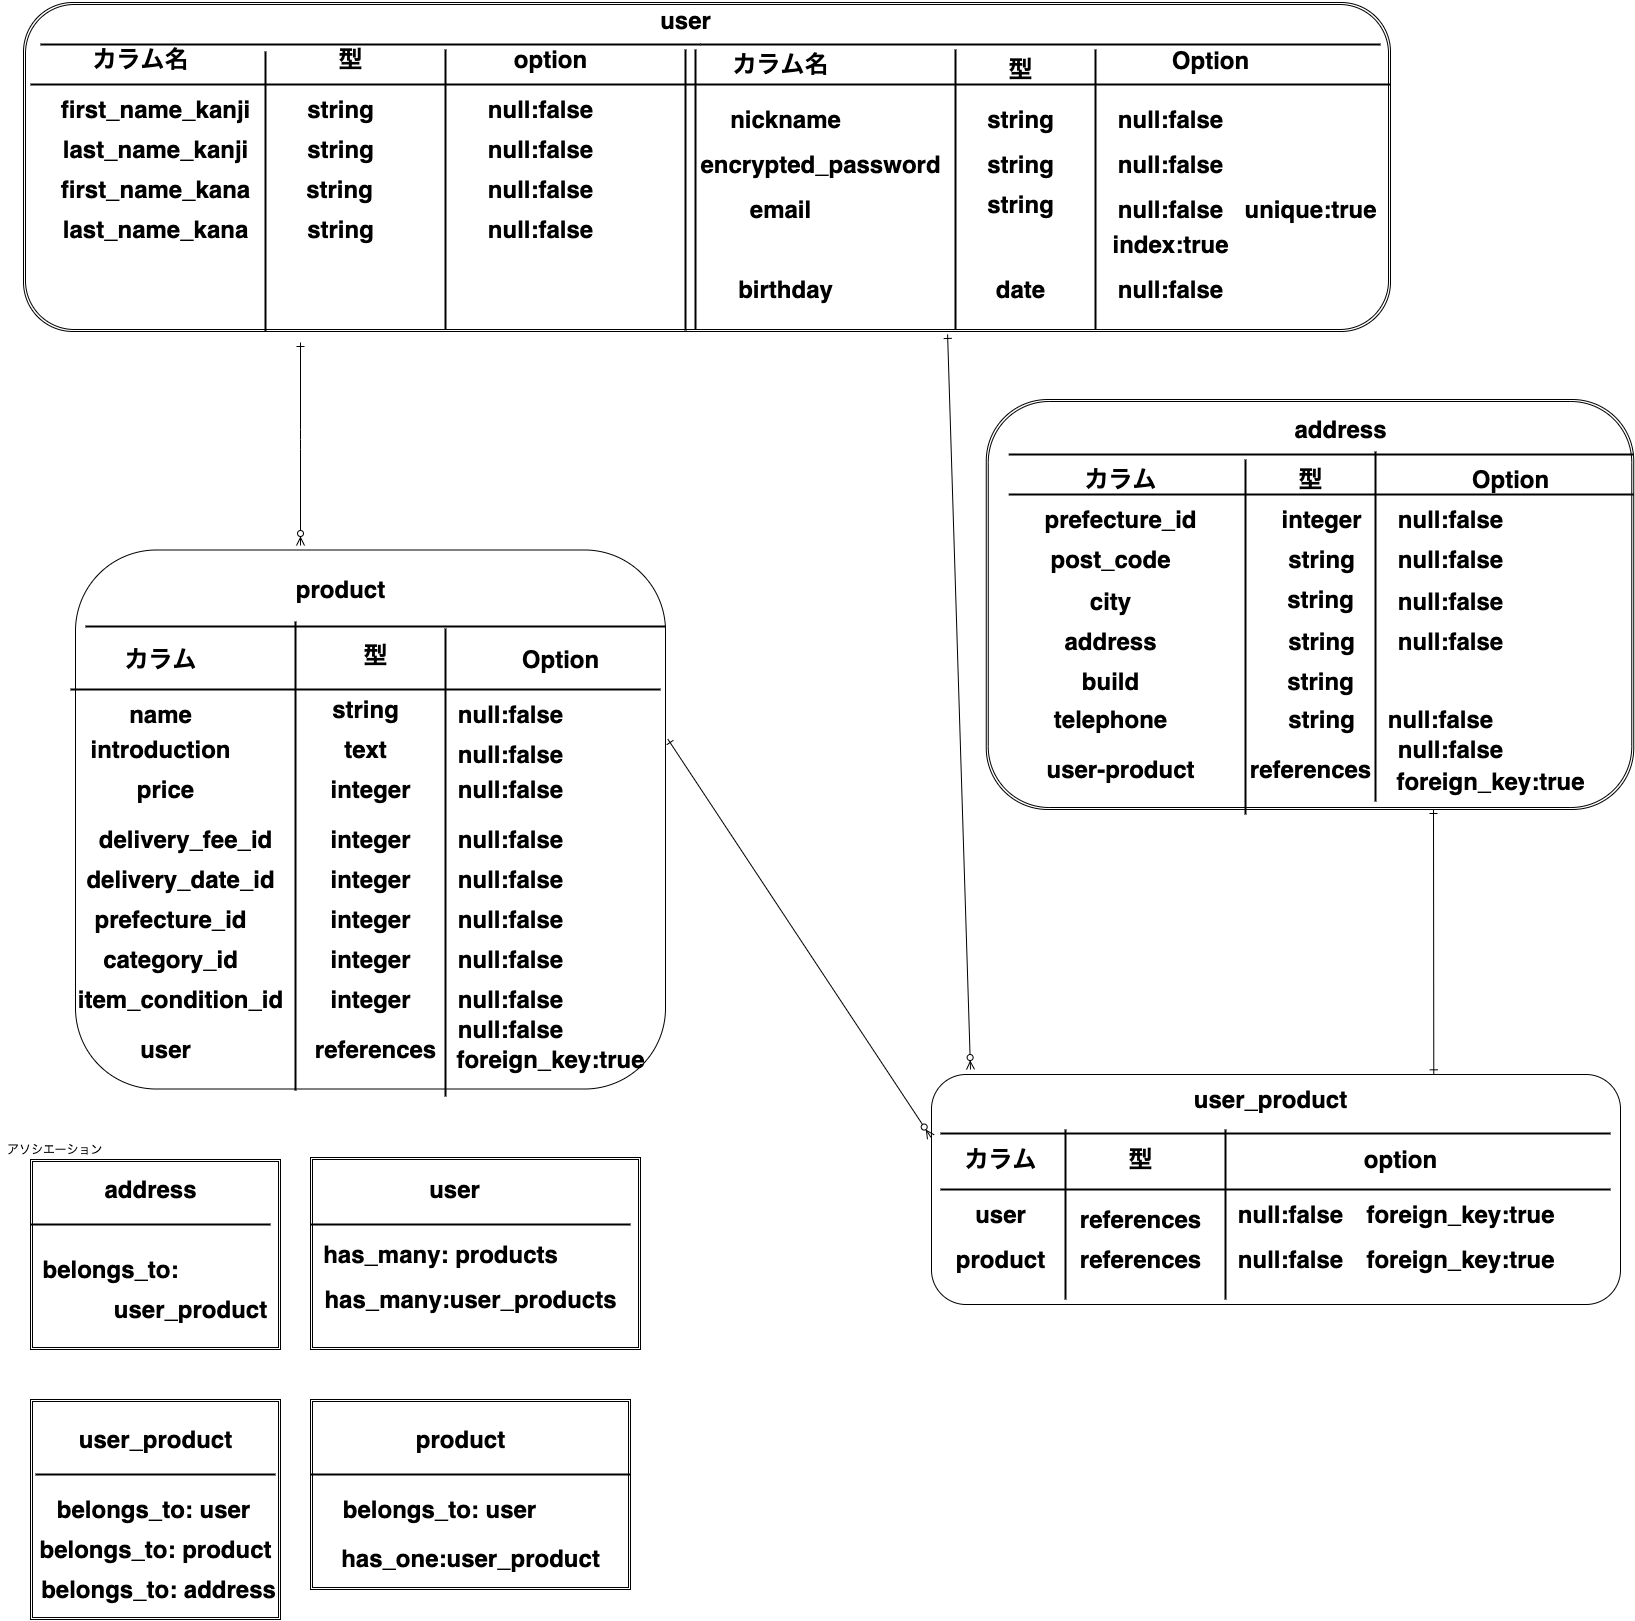 user
カラム名 型 option カラム名 型 Option
first_name_kanji string null:false
last_name_kanji string null:false
first_name_kana string null:false
last_name_kana string null:false
nickname string null:false
encrypted_password string null:false
email string null:false unique:true
index:true
birthday date null:false
address
カラム 型 Option
prefecture_id integer null:false
post_code string null:false
city string null:false
address string null:false
build string
telephone string null:false
null:false
user-product references
foreign_key:true
product
カラム 型 Option
name string null:false
introduction text null:false
price integer null:false
delivery_fee_id integer null:false
delivery_date_id integer null:false
prefecture_id integer null:false
category_id integer null:false
item_condition_id integer null:false
null:false
user references
foreign_key:true
user_product
カラム 型 option
user references null:false foreign_key:true
product references null:false foreign_key:true
アソシエーション
address
belongs_to:
user_product
user
has_many: products
has_many:user_products
user_product
belongs_to: user
belongs_to: product
belongs_to: address
product
belongs_to: user
has_one:user_product